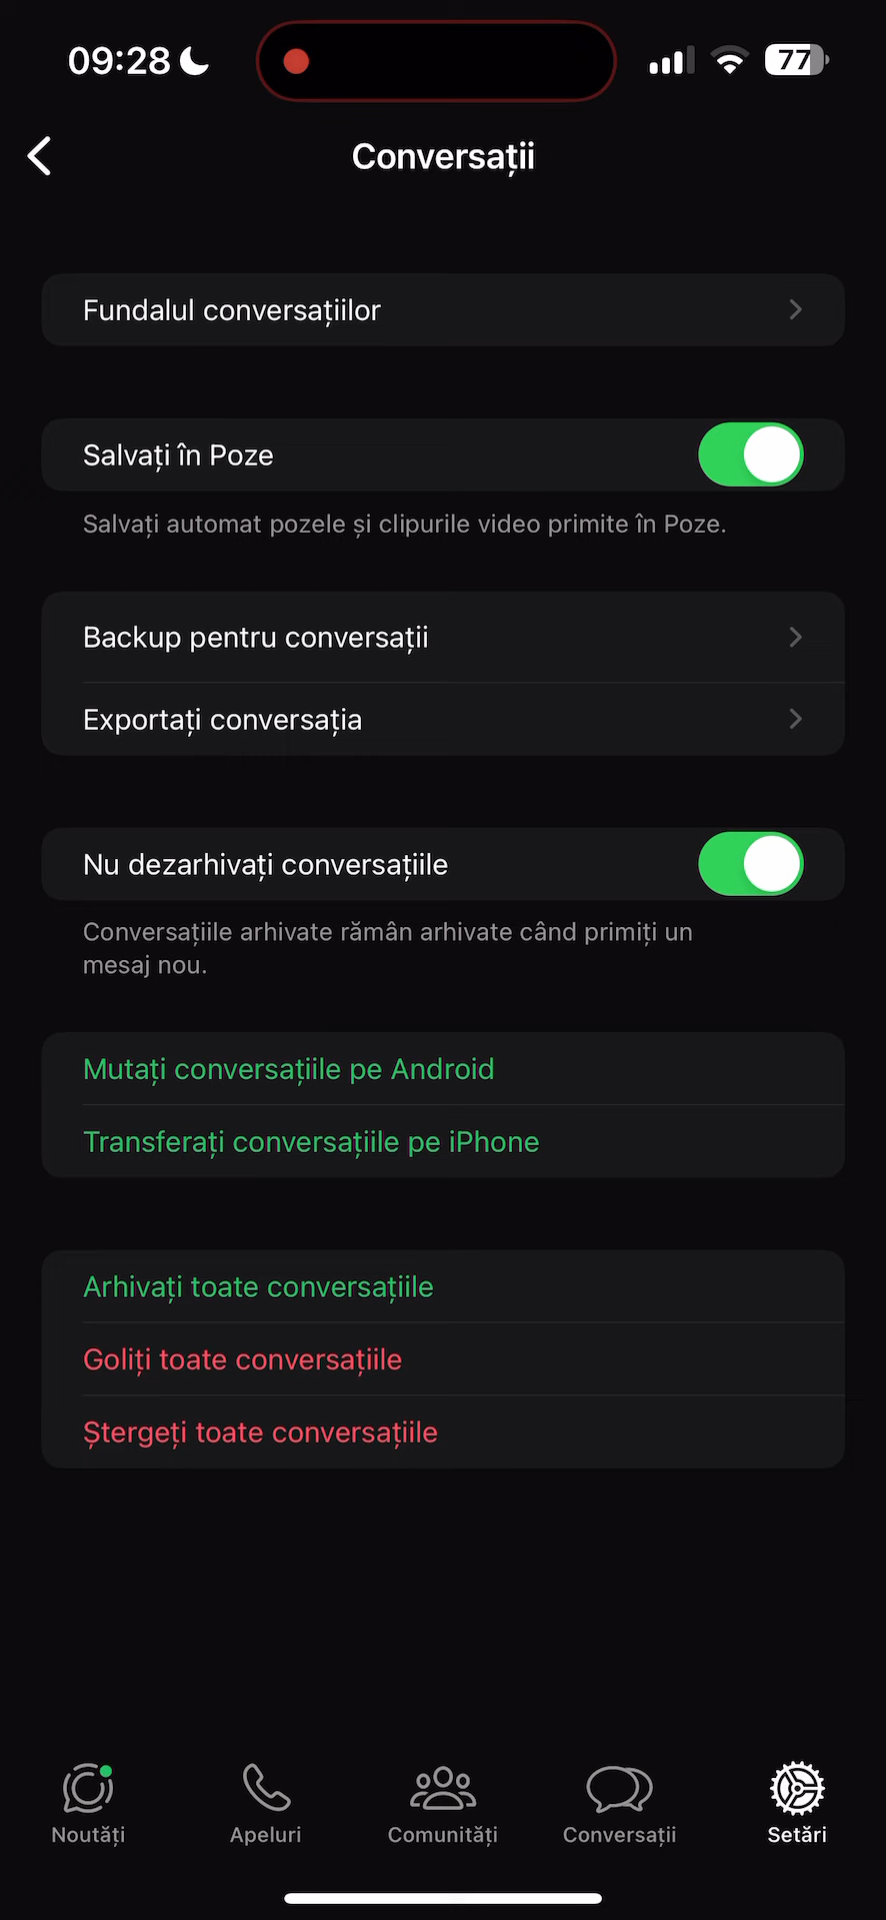 09:28
77
Conversații
Fundalul conversațiilor
Salvați în Poze
Salvați automat pozele și clipurile video primite în Poze.
Backup pentru conversații
Exportați conversația
Nu dezarhivați conversațiile
Conversațiile arhivate rămân arhivate când primiți un
mesaj nou.
Mutați conversațiile pe Android
Transferați conversațiile pe iPhone
Arhivați toate conversațiile
Goliți toate conversațiile
Ștergeți toate conversațiile
Noutăți
Apeluri
Comunități
Conversații
Setări